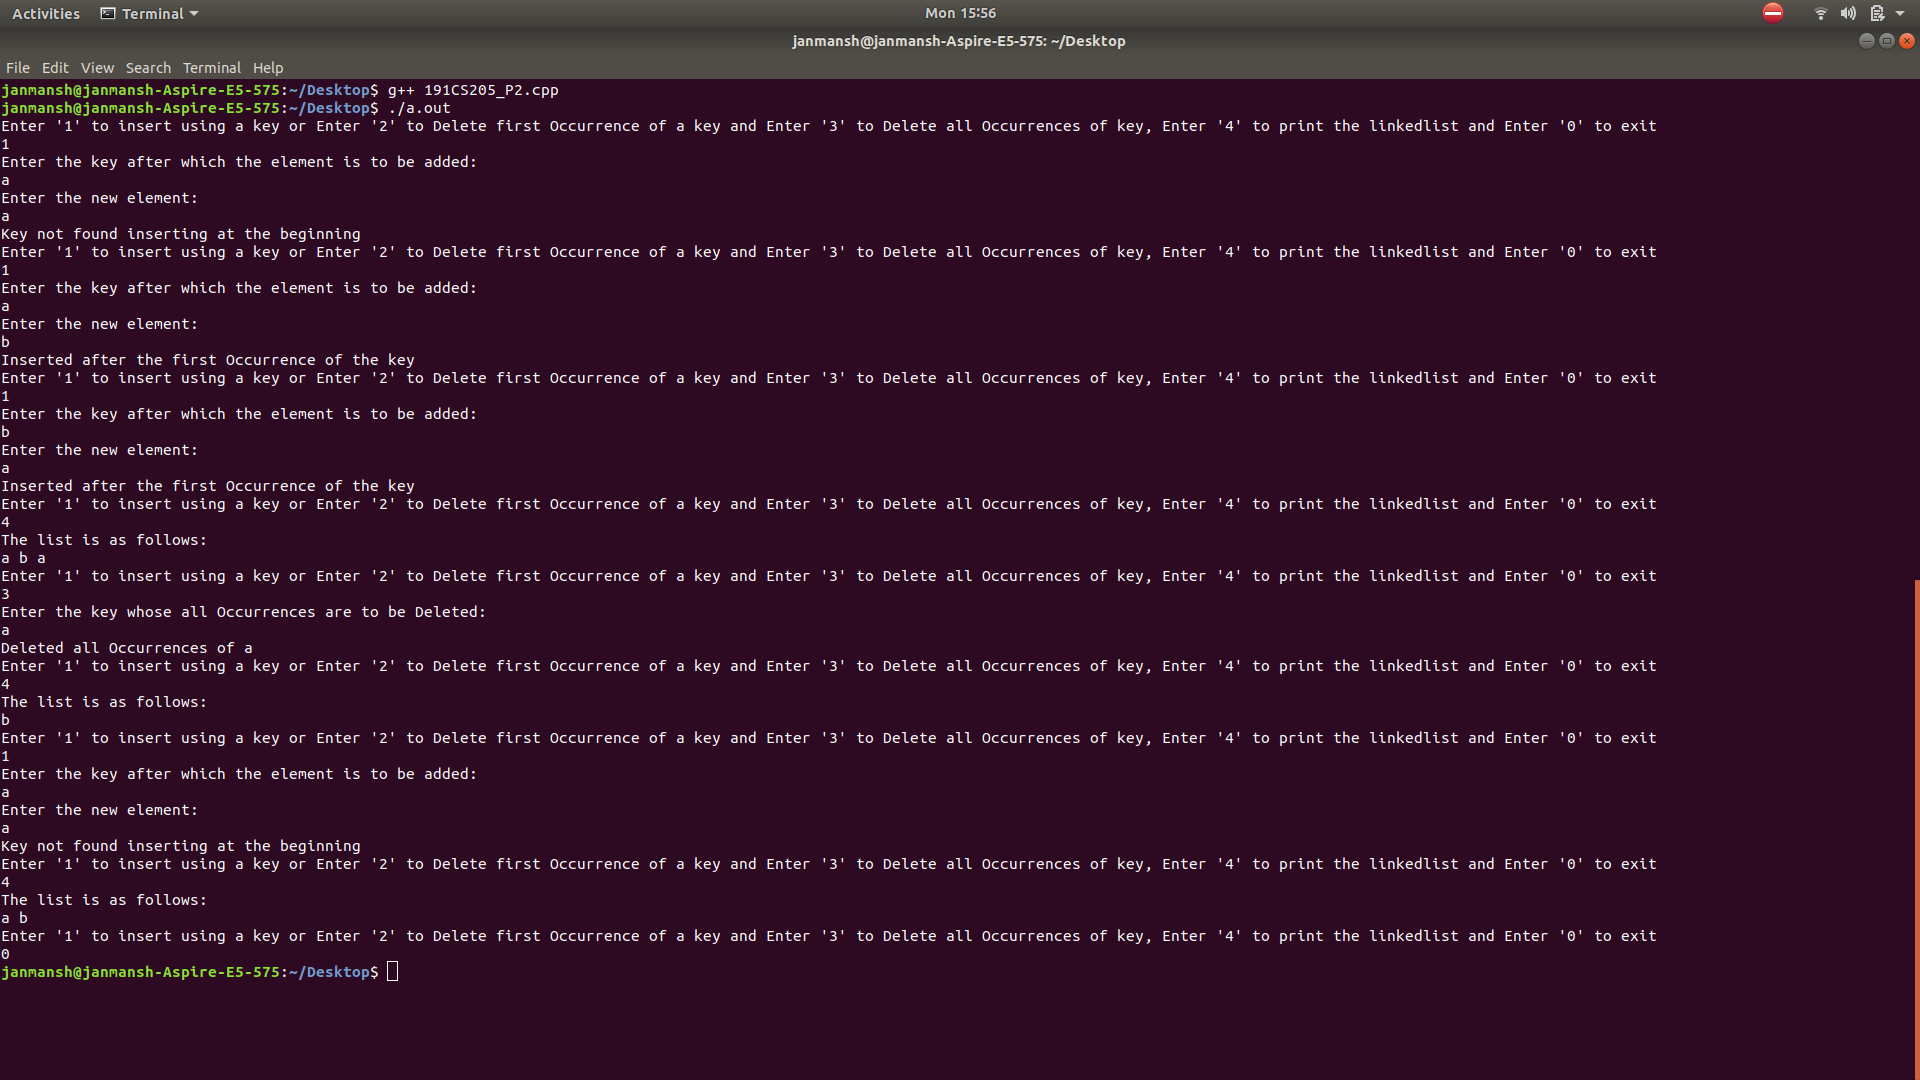 Activities Terminal Mon 15:56
janmansh@janmansh-Aspire-E5-575: ~/Desktop
File Edit View Search Terminal Help
janmansh@janmansh-Aspire-E5-575:~/Desktop$ g++ 191CS205_P2.cpp
janmansh@janmansh-Aspire-E5-575:~/Desktop$ ./a.out
Enter '1' to insert using a key or Enter '2' to Delete first Occurrence of a key and Enter '3' to Delete all Occurrences of key, Enter '4' to print the linkedlist and Enter '0' to exit
1
Enter the key after which the element is to be added:
a
Enter the new element:
a
Key not found inserting at the beginning
Enter '1' to insert using a key or Enter '2' to Delete first Occurrence of a key and Enter '3' to Delete all Occurrences of key, Enter '4' to print the linkedlist and Enter '0' to exit
1
Enter the key after which the element is to be added:
a
Enter the new element:
b
Inserted after the first Occurrence of the key
Enter '1' to insert using a key or Enter '2' to Delete first Occurrence of a key and Enter '3' to Delete all Occurrences of key, Enter '4' to print the linkedlist and Enter '0' to exit
1
Enter the key after which the element is to be added:
b
Enter the new element:
a
Inserted after the first Occurrence of the key
Enter '1' to insert using a key or Enter '2' to Delete first Occurrence of a key and Enter '3' to Delete all Occurrences of key, Enter '4' to print the linkedlist and Enter '0' to exit
4
The list is as follows:
a b a
Enter '1' to insert using a key or Enter '2' to Delete first Occurrence of a key and Enter '3' to Delete all Occurrences of key, Enter '4' to print the linkedlist and Enter '0' to exit
3
Enter the key whose all Occurrences are to be Deleted:
a
Deleted all Occurrences of a
Enter '1' to insert using a key or Enter '2' to Delete first Occurrence of a key and Enter '3' to Delete all Occurrences of key, Enter '4' to print the linkedlist and Enter '0' to exit
4
The list is as follows:
b
Enter '1' to insert using a key or Enter '2' to Delete first Occurrence of a key and Enter '3' to Delete all Occurrences of key, Enter '4' to print the linkedlist and Enter '0' to exit
1
Enter the key after which the element is to be added:
a
Enter the new element:
a
Key not found inserting at the beginning
Enter '1' to insert using a key or Enter '2' to Delete first Occurrence of a key and Enter '3' to Delete all Occurrences of key, Enter '4' to print the linkedlist and Enter '0' to exit
4
The list is as follows:
a b
Enter '1' to insert using a key or Enter '2' to Delete first Occurrence of a key and Enter '3' to Delete all Occurrences of key, Enter '4' to print the linkedlist and Enter '0' to exit
0
janmansh@janmansh-Aspire-E5-575:~/Desktop$